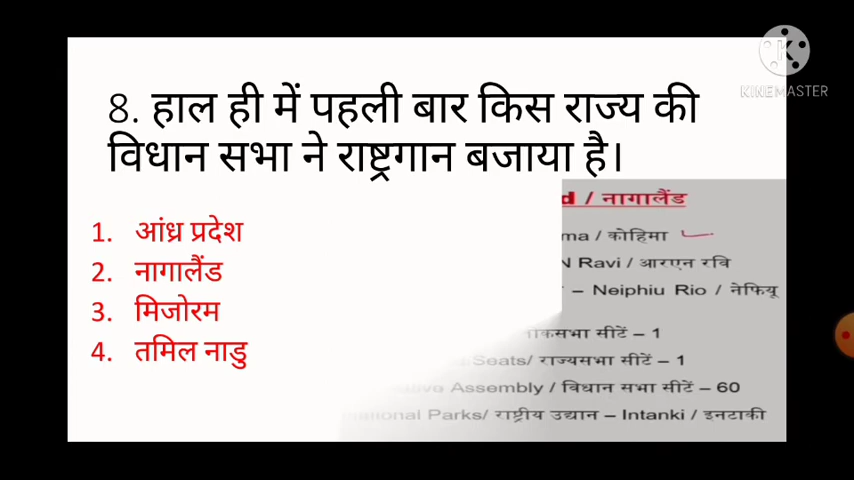 KINEMASTER
8. हाल ही में पहली बार किस राज्य की
विधान सभा ने राष्ट्रगान बजाया है।
1. आंध्र प्रदेश
2. नागालैंड
3. मिजोरम
4. तमिल नाडु
/ नागालैंड
/ कोहिमा
N Ravi / आरएन रवि
– Neiphiu Rio / नेफियू
सीटें – 1
Seats/ राज्यसभा सीटें – 1
Assembly / विधान सभा सीटें – 60
Parks/ राष्ट्रीय उद्यान – Intanki / इनटाकी